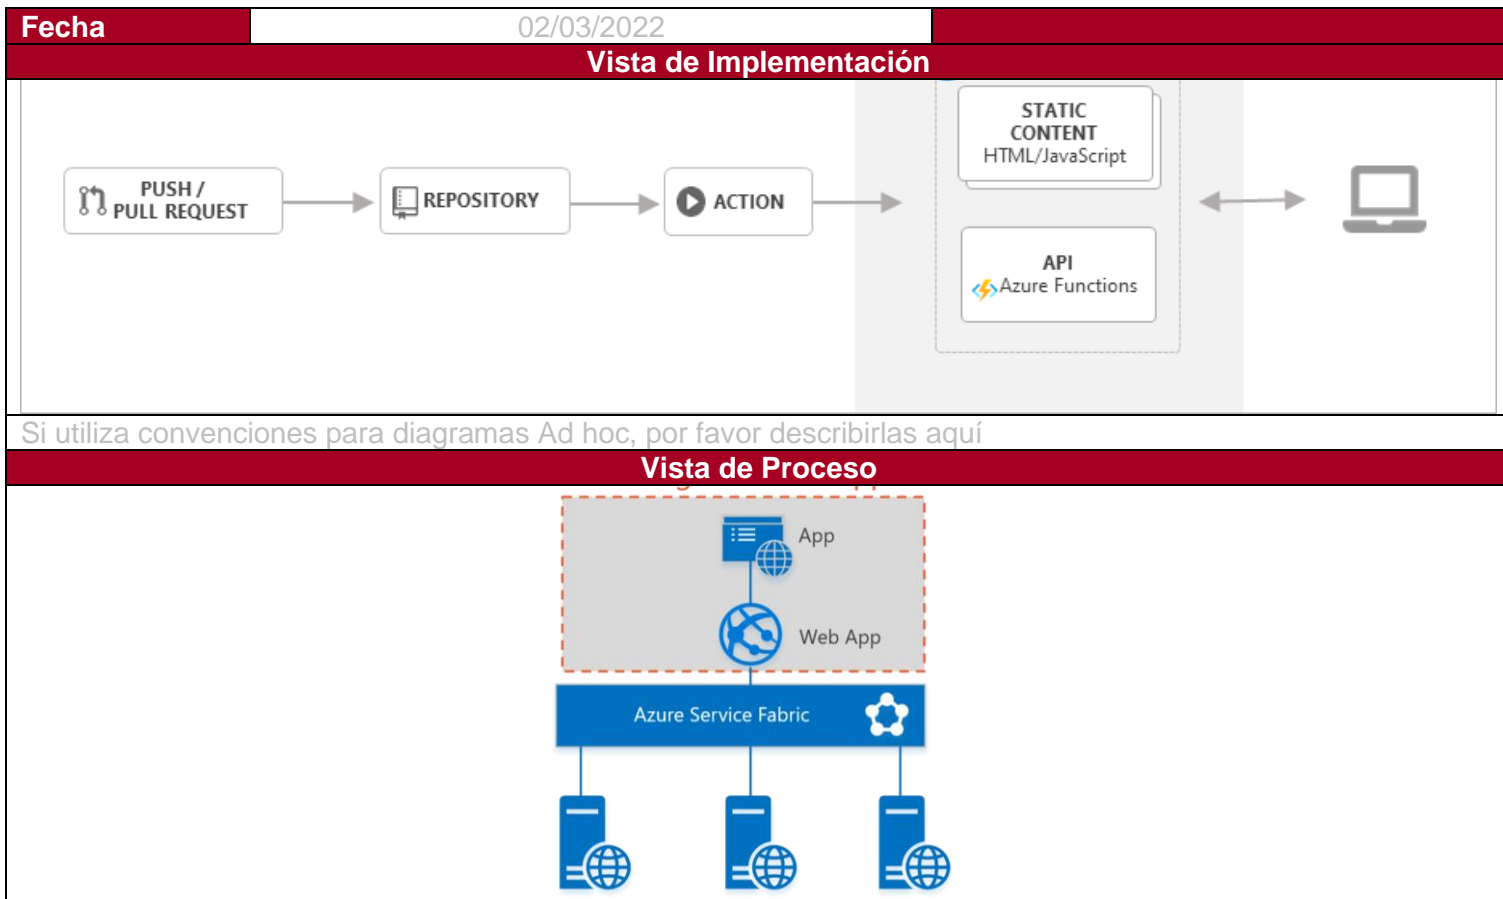 Fecha
02/03/2022
Vista de Implementación
PUSH /
PULL REQUEST
REPOSITORY
ACTION
STATIC
CONTENT
HTML/JavaScript
API
Azure Functions
Si utiliza convenciones para diagramas Ad hoc, por favor describirlas aquí
Vista de Proceso
App
Web App
Azure Service Fabric